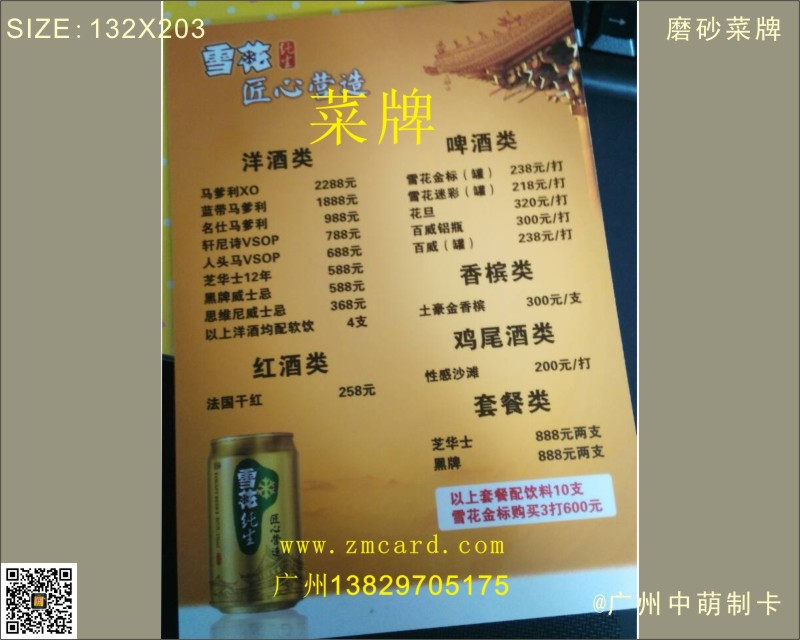 SIZE:132X203
磨砂菜牌
雪花
纯生
匠心营造
菜牌
洋酒类
马爹利XO 2288元
蓝带马爹利 1888元
名仕马爹利 988元
轩尼诗VSOP 788元
人头马VSOP 688元
芝华士12年 588元
黑牌威士忌 588元
思维尼威士忌 368元
以上洋酒均配软饮 4支
红酒类
法国干红 258元
啤酒类
雪花金标（罐） 238元/打
雪花迷彩（罐） 218元/打
花旦 320元/打
百威铝瓶 300元/打
百威（罐） 238元/打
香槟类
土豪金香槟 300元/支
鸡尾酒类
性感沙滩 200元/打
套餐类
芝华士 888元两支
黑牌 888元两支
以上套餐配饮料10支
雪花金标购买3打600元
雪花
纯生
匠心营造
www.zmcard.com
广州13829705175
@广州中萌制卡